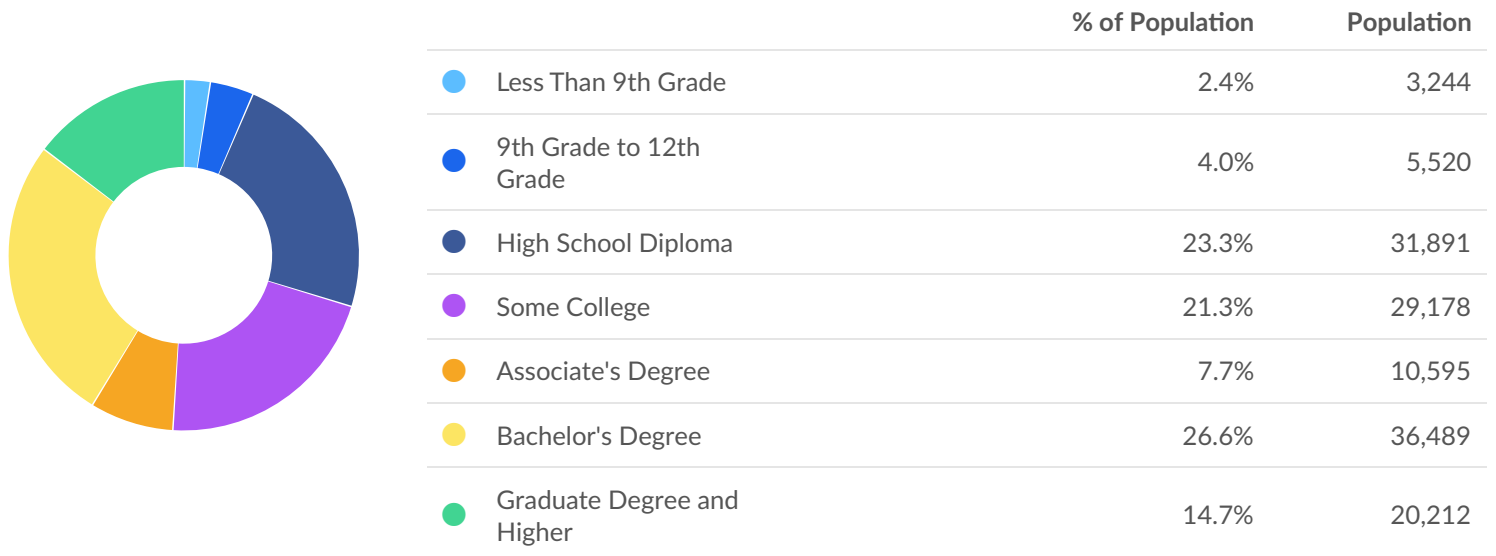 % of Population Population
Less Than 9th Grade 2.4% 3,244
9th Grade to 12th
Grade 4.0% 5,520
High School Diploma 23.3% 31,891
Some College 21.3% 29,178
Associate's Degree 7.7% 10,595
Bachelor's Degree 26.6% 36,489
Graduate Degree and
Higher 14.7% 20,212